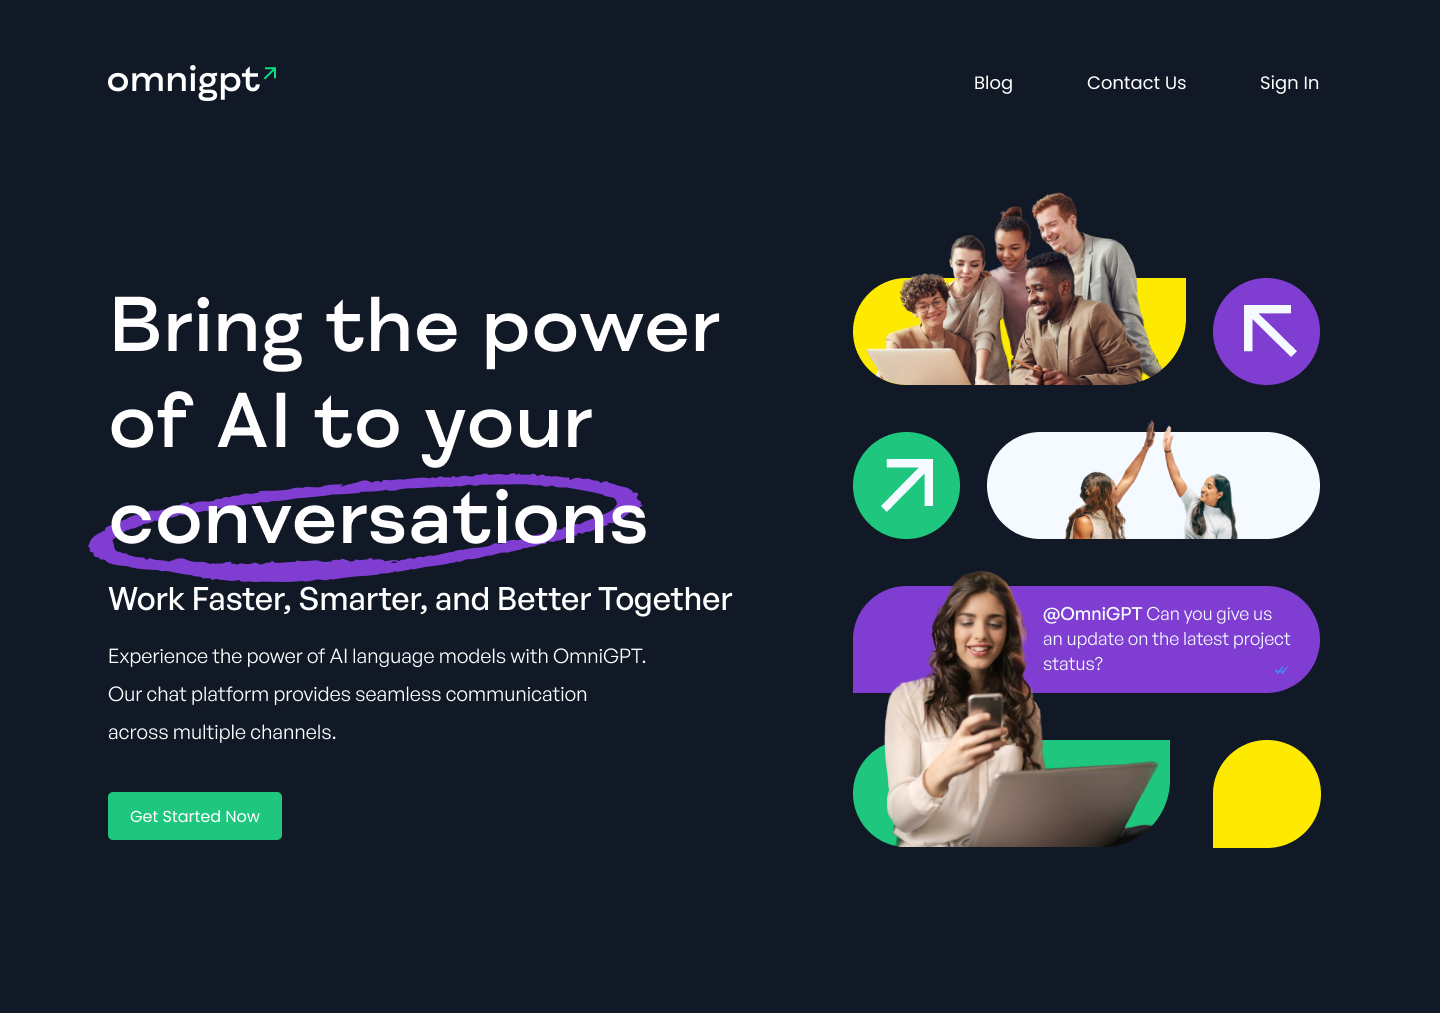 omnigpt
Blog
Contact Us
Sign In
Bring the power
of AI to your
conversations
Work Faster, Smarter, and Better Together
Experience the power of AI language models with OmniGPT.
Our chat platform provides seamless communication
across multiple channels.
Get Started Now
@OmniGPT Can you give us
an update on the latest project
status?